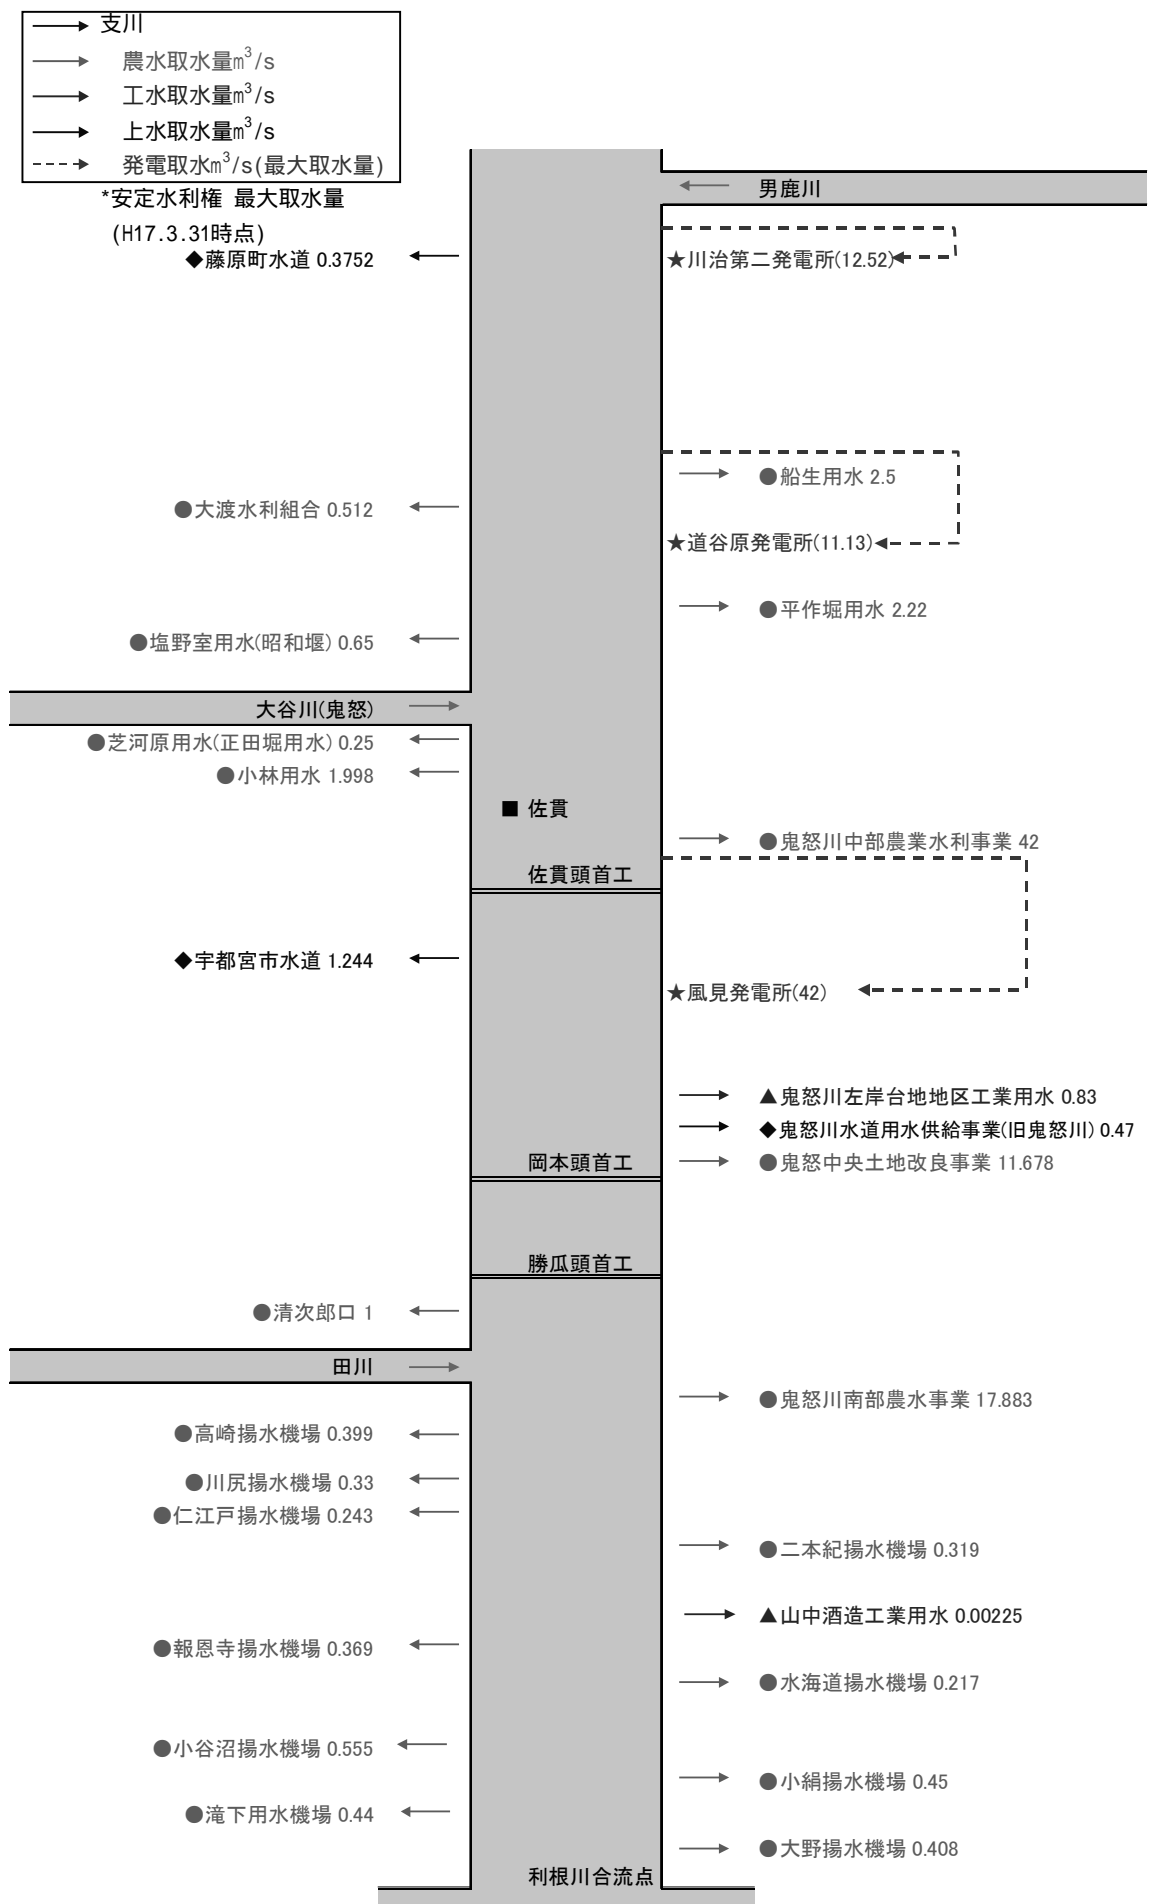 支川
農水取水量m³/s
工水取水量m³/s
上水取水量m³/s
発電取水m³/s(最大取水量)
*安定水利権 最大取水量
(H17.3.31時点)
男鹿川
◆藤原町水道 0.3752
★川治第二発電所(12.52)
●船生用水 2.5
●大渡水利組合 0.512
★道谷原発電所(11.13)
●平作堀用水 2.22
●塩野室用水(昭和堰) 0.65
大谷川(鬼怒)
●芝河原用水(正田堀用水) 0.25
●小林用水 1.998
■ 佐貫
●鬼怒川中部農業水利事業 42
佐貫頭首工
◆宇都宮市水道 1.244
★風見発電所(42)
▲鬼怒川左岸台地地区工業用水 0.83
◆鬼怒川水道用水供給事業(旧鬼怒川) 0.47
岡本頭首工
●鬼怒中央土地改良事業 11.678
勝瓜頭首工
●清次郎口 1
田川
●鬼怒川南部農水事業 17.883
●高崎揚水機場 0.399
●川尻揚水機場 0.33
●仁江戸揚水機場 0.243
●二本紀揚水機場 0.319
▲山中酒造工業用水 0.00225
●報恩寺揚水機場 0.369
●水海道揚水機場 0.217
●小谷沼揚水機場 0.555
●小絹揚水機場 0.45
●滝下用水機場 0.44
●大野揚水機場 0.408
利根川合流点